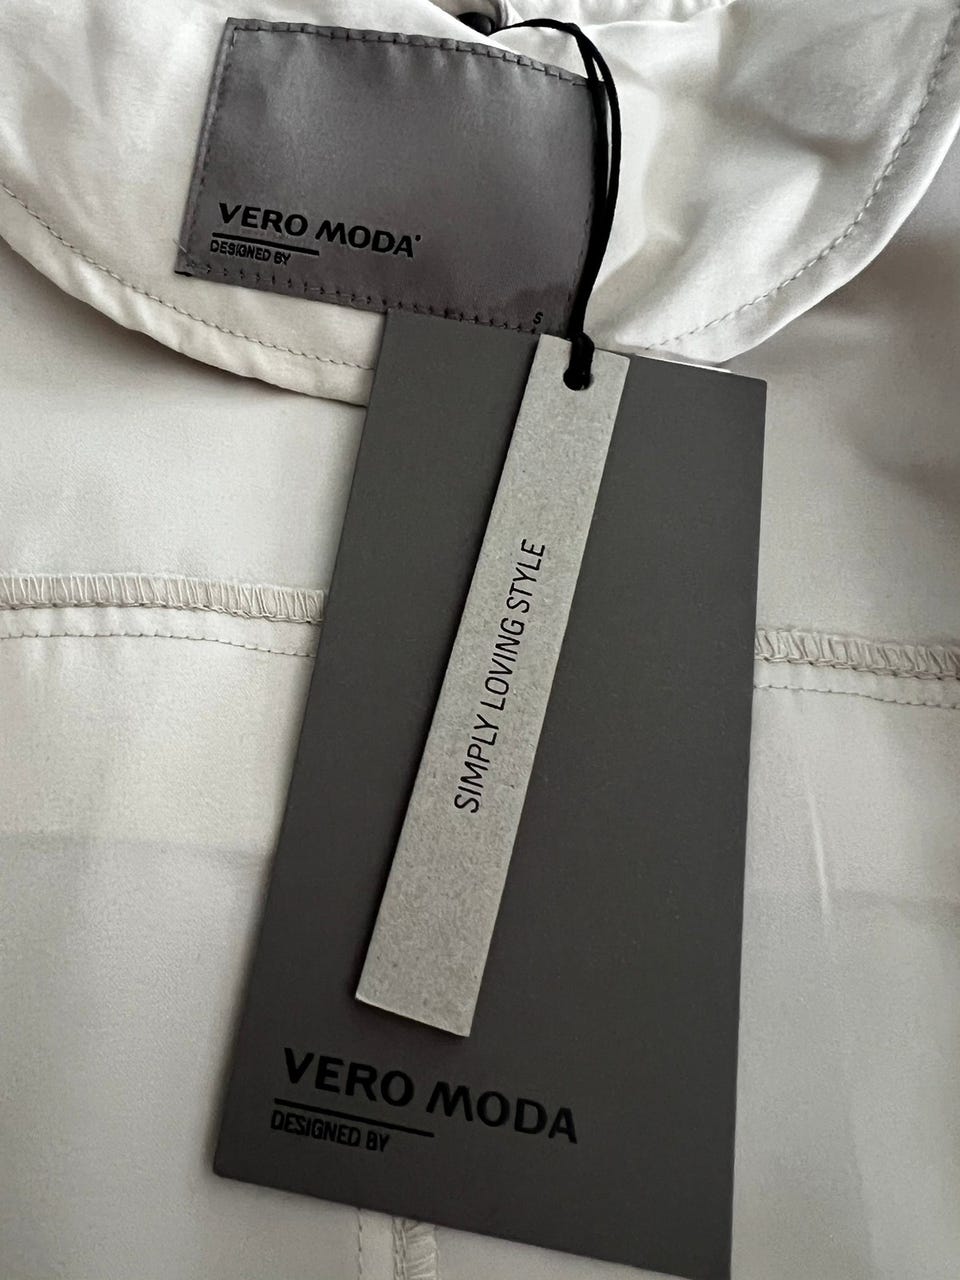 VERO MODA®
DESIGNED BY
S
SIMPLY LOVING STYLE
VERO MODA
DESIGNED BY